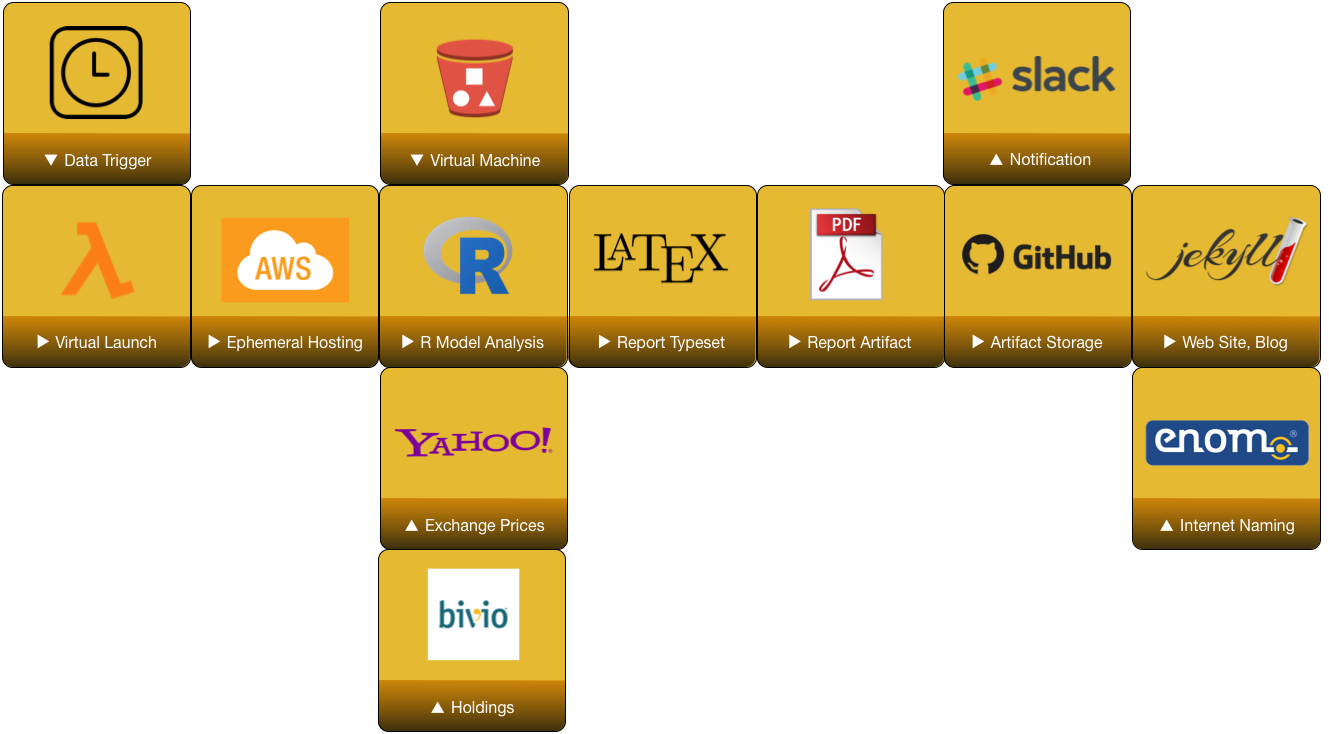 slack
▼ Data Trigger
▼ Virtual Machine
▲ Notification
λ
AWS
R
LATEX
PDF
GitHub
jekyll
▶ Virtual Launch
▶ Ephemeral Hosting
▶ R Model Analysis
▶ Report Typeset
▶ Report Artifact
▶ Artifact Storage
▶ Web Site, Blog
YAHOO!
enom®
▲ Exchange Prices
▲ Internet Naming
bivio
▲ Holdings